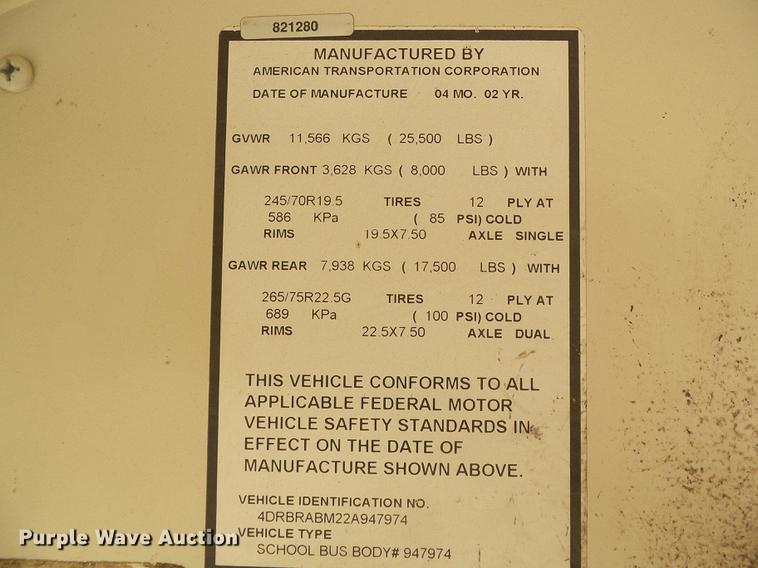 821280
MANUFACTURED BY
AMERICAN TRANSPORTATION CORPORATION
DATE OF MANUFACTURE 04 MO. 02 YR.
GVWR 11,566 KGS ( 25,500 LBS )
GAWR FRONT 3,628 KGS ( 8,000 LBS ) WITH
245/70R19.5 TIRES 12 PLY AT
586 KPa ( 85 PSI) COLD
RIMS 19.5X7.50 AXLE SINGLE
GAWR REAR 7,938 KGS ( 17,500 LBS ) WITH
265/75R22.5G TIRES 12 PLY AT
689 KPa ( 100 PSI) COLD
RIMS 22.5X7.50 AXLE DUAL
THIS VEHICLE CONFORMS TO ALL
APPLICABLE FEDERAL MOTOR
VEHICLE SAFETY STANDARDS IN
EFFECT ON THE DATE OF
MANUFACTURE SHOWN ABOVE.
VEHICLE IDENTIFICATION NO.
4DRBRABM22A947974
VEHICLE TYPE
SCHOOL BUS BODY# 947974
Purple Wave Auction